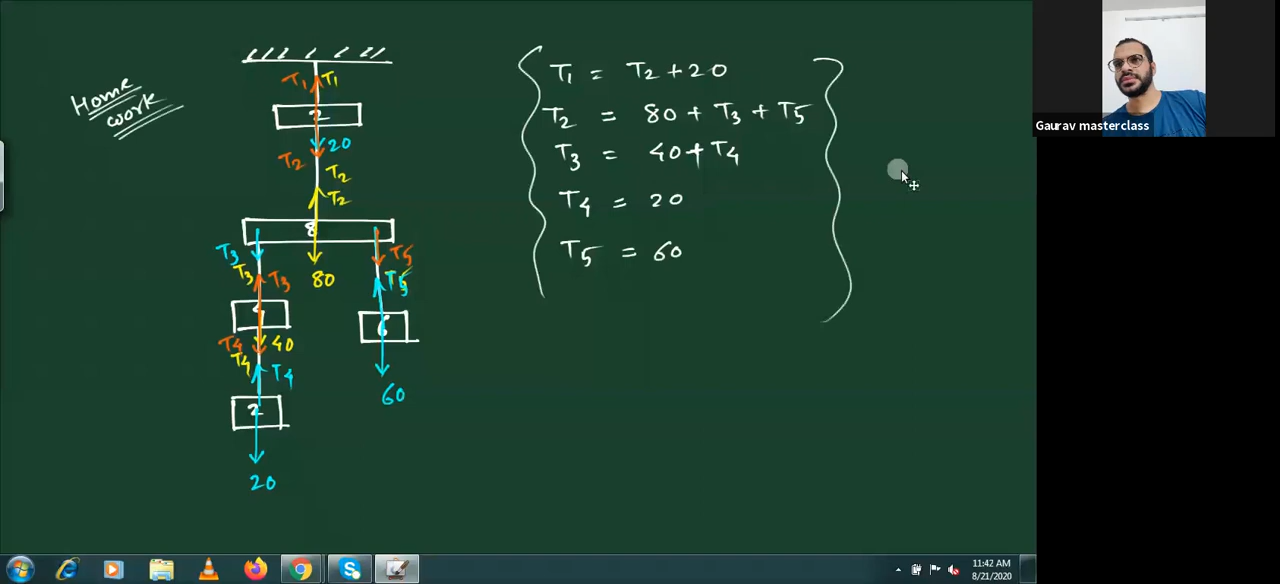 Home
work
T1 T1
2
20
T2
T2
T2
8
T3 T5
80
T3 T3 T5
4
6
T4 40
T4 T4
60
2
20
T1 = T2 + 20
T2 = 80 + T3 + T5
T3 = 40 + T4
T4 = 20
T5 = 60
Gaurav masterclass
11:42 AM
8/21/2020